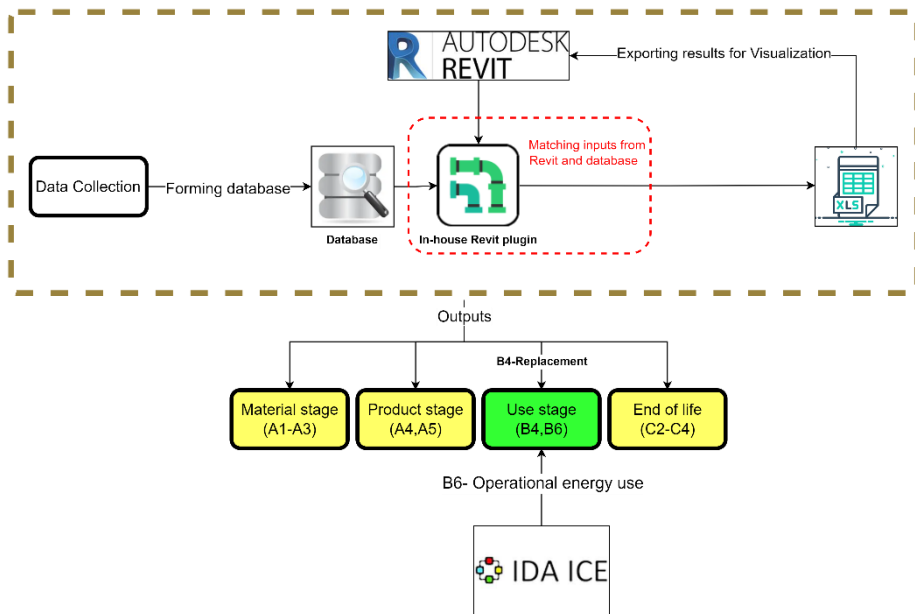 AUTODESK
R REVIT
Exporting results for Visualization
Matching inputs from
Revit and database
Data Collection
Forming database
XLS
Database
In-house Revit plugin
Outputs
B4-Replacement
Material stage
(A1-A3)
Product stage
(A4,A5)
Use stage
(B4,B6)
End of life
(C2-C4)
B6- Operational energy use
IDA ICE